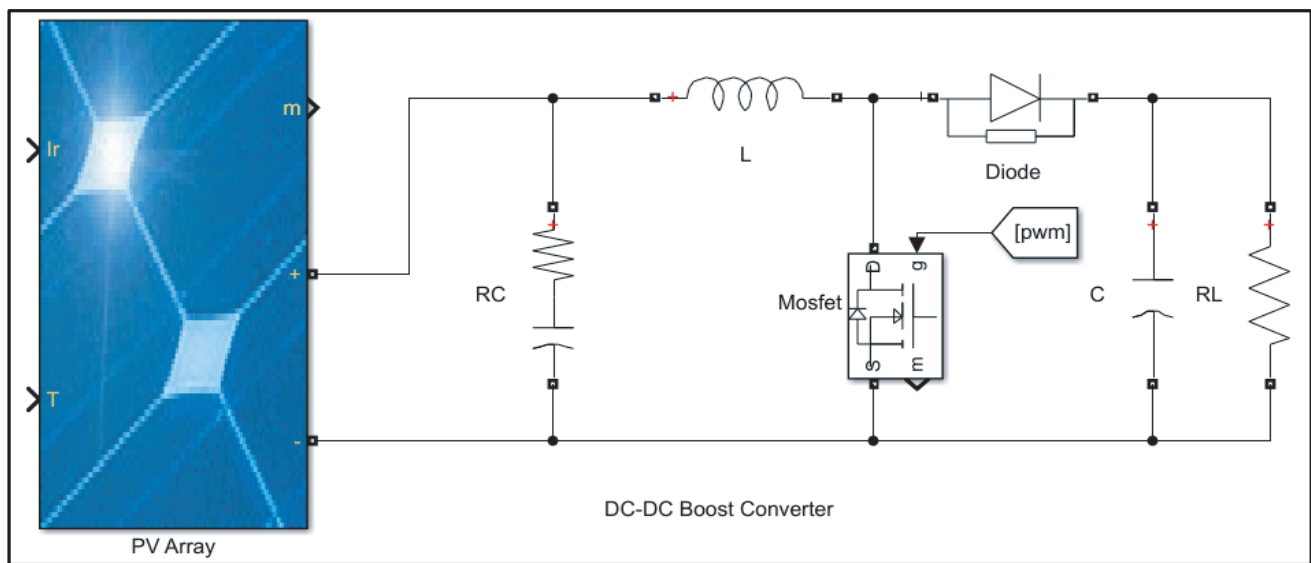 m
Ir
L
Diode
[pwm]
D
g
+
RC
Mosfet
C
RL
S
m
T
-
DC-DC Boost Converter
PV Array